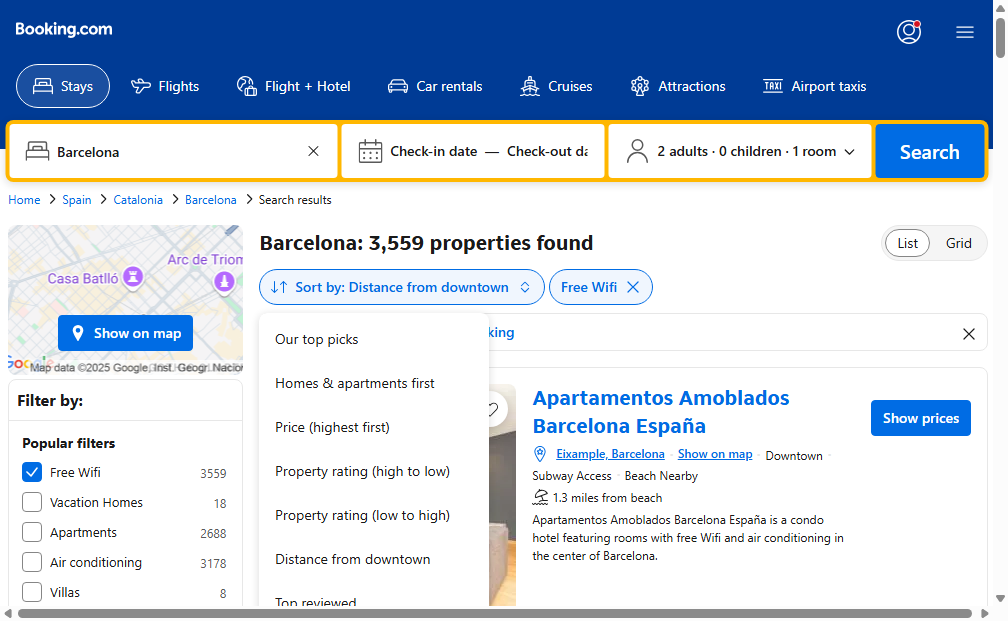 Booking.com
Stays
Flights
Flight + Hotel
Car rentals
Cruises
Attractions
TAXI Airport taxis
Barcelona
Check-in date — Check-out da
2 adults · 0 children · 1 room
Search
Home > Spain > Catalonia > Barcelona > Search results
Arc de Triom
Casa Batlló
Show on map
Map data ©2025 Google, Inst. Geogr. Nacior
Barcelona: 3,559 properties found
List
Grid
Sort by: Distance from downtown
Free Wifi
king
Our top picks
Homes & apartments first
Price (highest first)
Property rating (high to low)
Property rating (low to high)
Distance from downtown
Top reviewed
Filter by:
Popular filters
Free Wifi 3559
Vacation Homes 18
Apartments 2688
Air conditioning 3178
Villas 8
Apartamentos Amoblados
Barcelona España
Show prices
Eixample, Barcelona · Show on map · Downtown ·
Subway Access · Beach Nearby
1.3 miles from beach
Apartamentos Amoblados Barcelona España is a condo
hotel featuring rooms with free Wifi and air conditioning in
the center of Barcelona.